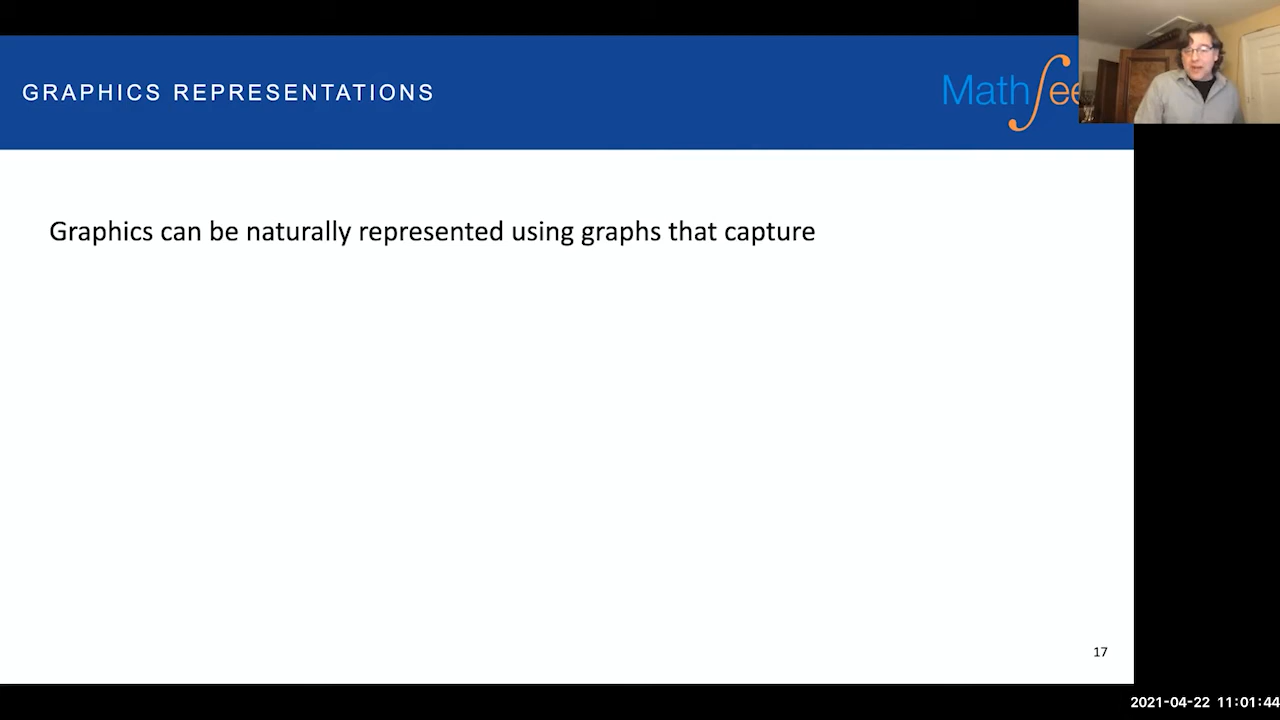 GRAPHICS REPRESENTATIONS
Math∫ee
Graphics can be naturally represented using graphs that capture
17
2021-04-22 11:01:44